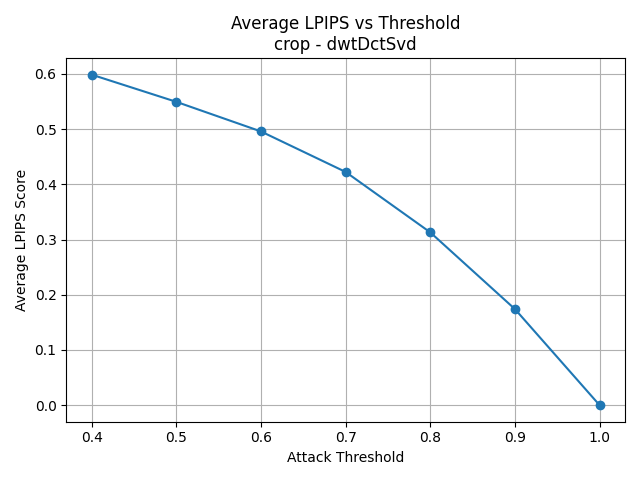 Average LPIPS vs Threshold
crop - dwtDctSvd
0.6
0.5
0.4
0.3
0.2
0.1
0.0
Average LPIPS Score
0.4 0.5 0.6 0.7 0.8 0.9 1.0
Attack Threshold